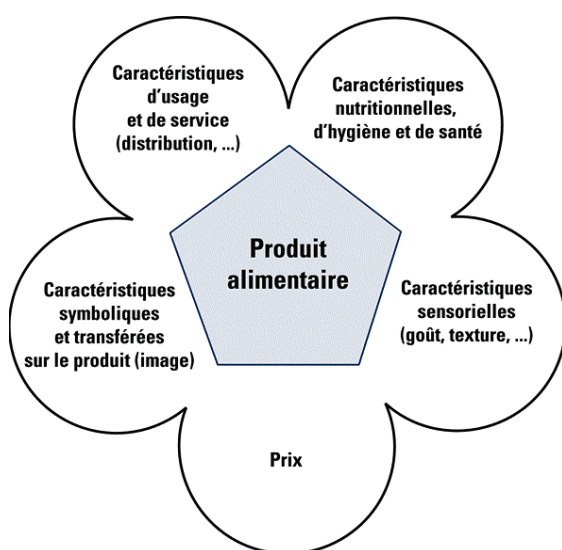 Caractéristiques
d'usage
et de service
(distribution, ...)
Caractéristiques
nutritionnelles,
d'hygiène et de santé
Produit
alimentaire
Caractéristiques
symboliques
et transférées
sur le produit (image)
Caractéristiques
sensorielles
(goût, texture, ...)
Prix